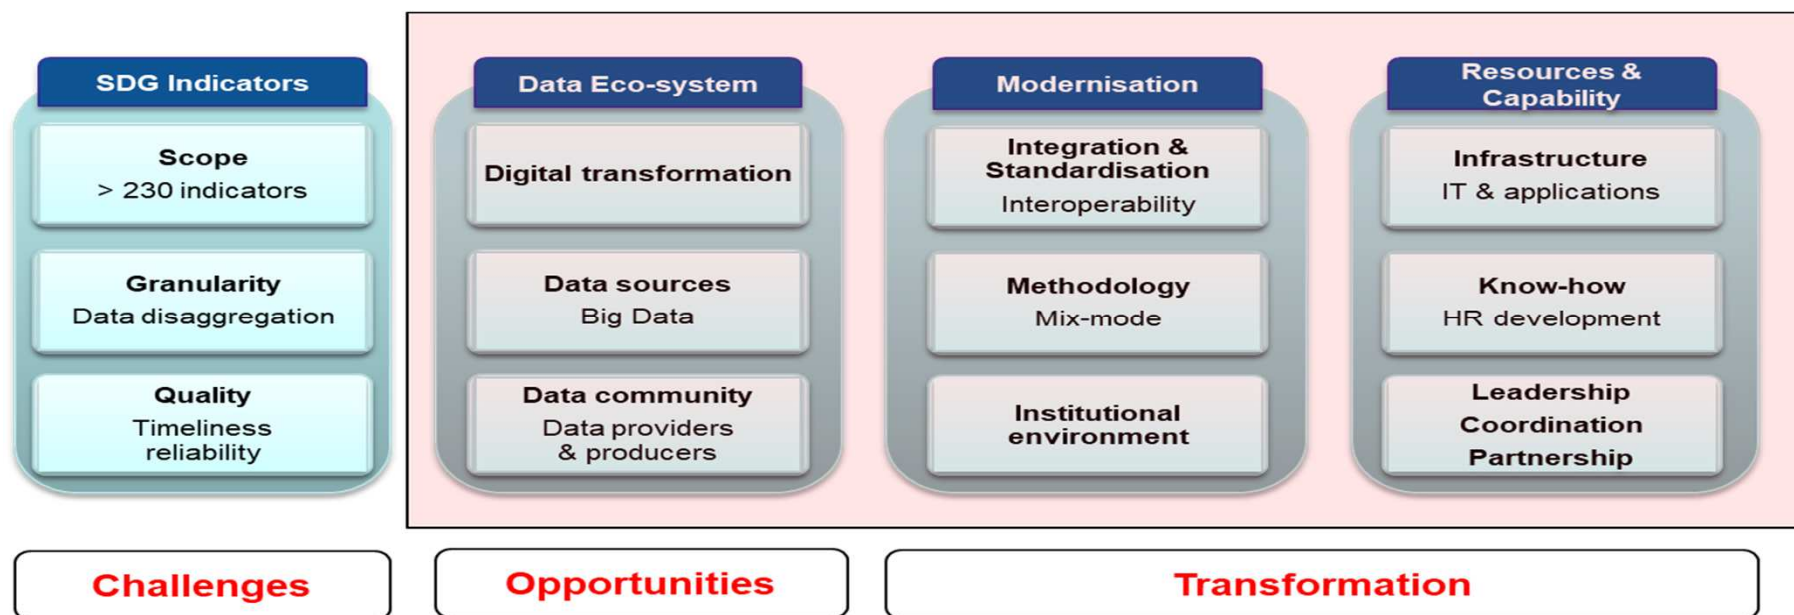 SDG Indicators
Scope
> 230 indicators
Granularity
Data disaggregation
Quality
Timeliness
reliability
Data Eco-system
Digital transformation
Data sources
Big Data
Data community
Data providers
& producers
Modernisation
Integration &
Standardisation
Interoperability
Methodology
Mix-mode
Institutional
environment
Resources &
Capability
Infrastructure
IT & applications
Know-how
HR development
Leadership
Coordination
Partnership
Challenges
Opportunities
Transformation